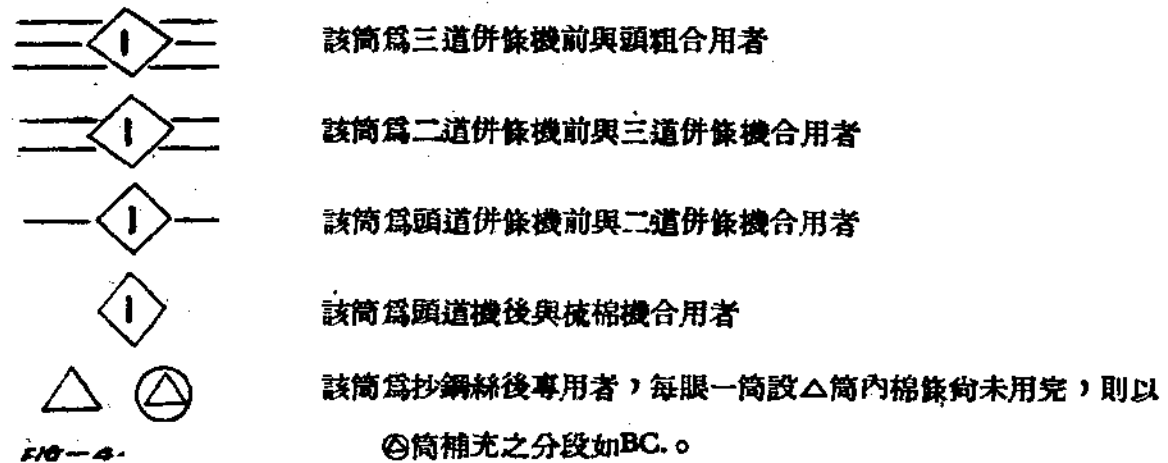 該筒爲三道併條機前與頭粗合用者
該筒爲二道併條機前與三道併條機合用者
該筒爲頭道併條機前與二道併條機合用者
該筒爲頭道機後與梳棉機合用者
該筒爲抄鋼絲後專用者，每眼一筒設△筒內棉條尙未用完，則以
筒補充之分段如BC.。
FIG-4.